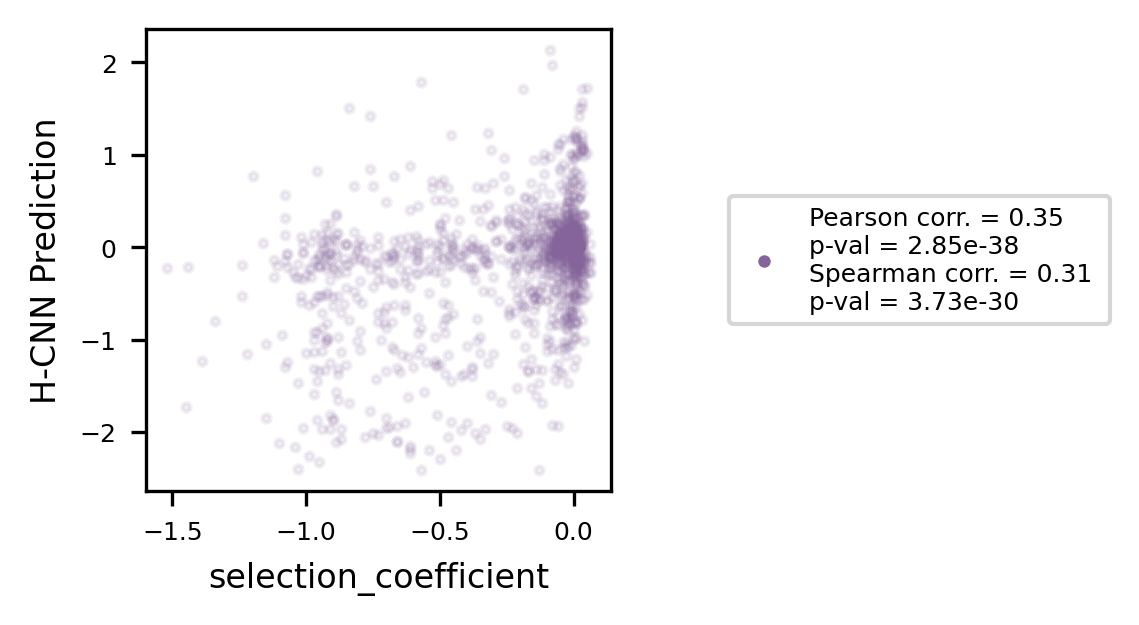 2
1
0
−1
−2
H-CNN Prediction
−1.5
−1.0
−0.5
0.0
selection_coefficient
Pearson corr. = 0.35
p-val = 2.85e-38
Spearman corr. = 0.31
p-val = 3.73e-30